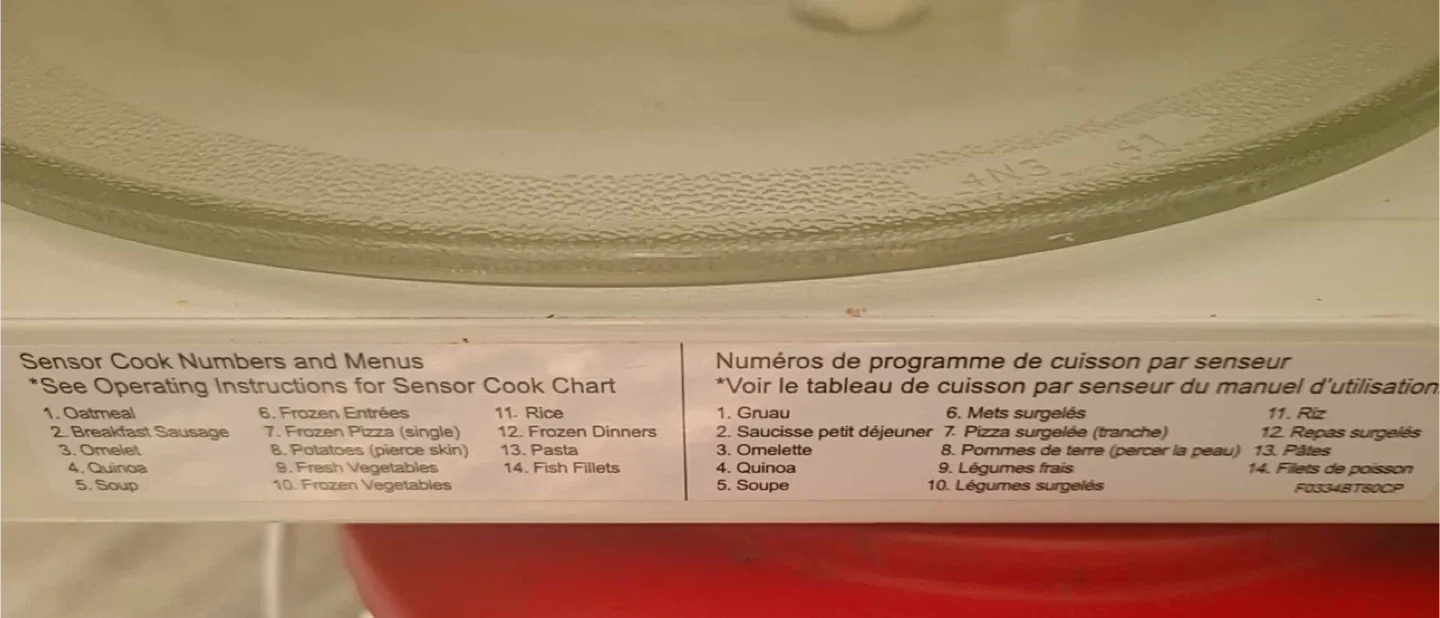 4N3 41
Sensor Cook Numbers and Menus
*See Operating Instructions for Sensor Cook Chart
1. Oatmeal
2. Breakfast Sausage
3. Omelet
4. Quinoa
5. Soup
6. Frozen Entrées
7. Frozen Pizza (single)
8. Potatoes (pierce skin)
9. Fresh Vegetables
10. Frozen Vegetables
11. Rice
12. Frozen Dinners
13. Pasta
14. Fish Fillets
Numéros de programme de cuisson par senseur
*Voir le tableau de cuisson par senseur du manuel d'utilisation.
1. Gruau
2. Saucisse petit déjeuner
3. Omelette
4. Quinoa
5. Soupe
6. Mets surgelés
7. Pizza surgelée (tranche)
8. Pommes de terre (percer la peau)
9. Légumes frais
10. Légumes surgelés
11. Riz
12. Repas surgelés
13. Pâtes
14. Filets de poisson
F0334BT60CP